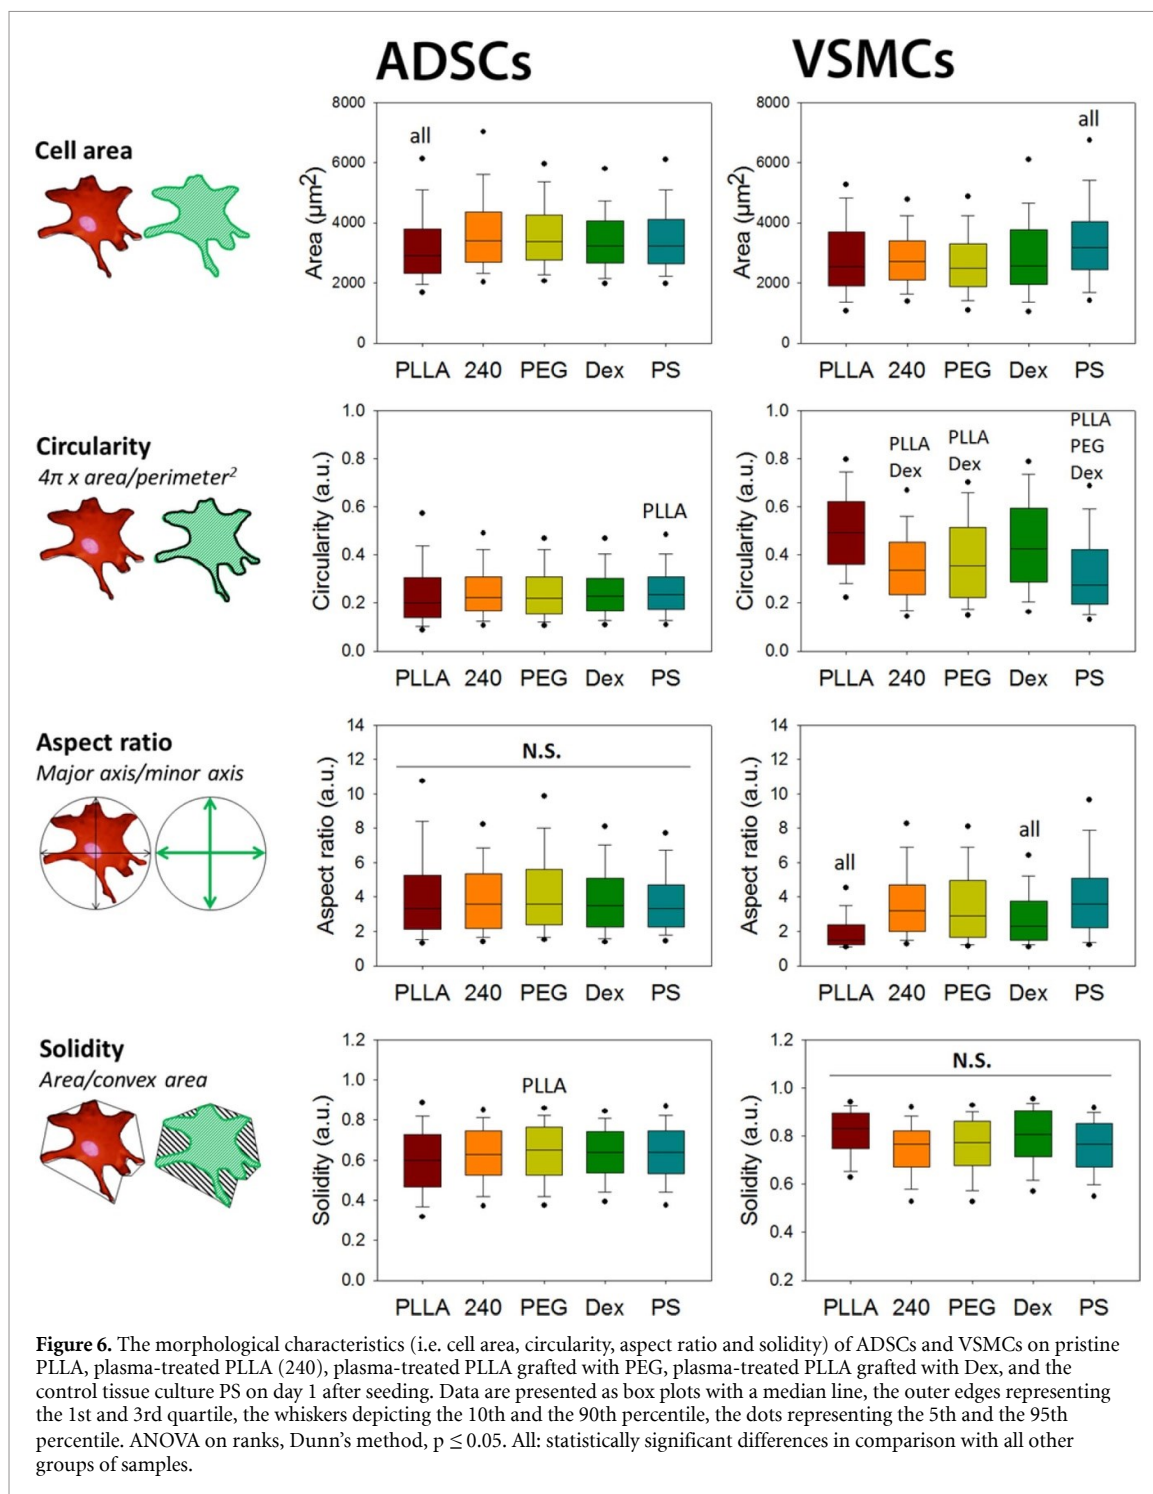 ADSCs
VSMCs
Cell area
Area (μm²)
8000
6000
4000
2000
0
all
PLLA 240 PEG Dex PS
Area (μm²)
8000
6000
4000
2000
0
all
PLLA 240 PEG Dex PS
Circularity
4π x area/perimeter²
Circularity (a.u.)
1.0
0.8
0.6
0.4
0.2
0.0
PLLA
PLLA 240 PEG Dex PS
Circularity (a.u.)
1.0
0.8
0.6
0.4
0.2
0.0
PLLA
Dex
PLLA
Dex
PLLA
PEG
Dex
PLLA 240 PEG Dex PS
Aspect ratio
Major axis/minor axis
Aspect ratio (a.u.)
14
12
10
8
6
4
2
0
N.S.
PLLA 240 PEG Dex PS
Aspect ratio (a.u.)
14
12
10
8
6
4
2
0
all
all
PLLA 240 PEG Dex PS
Solidity
Area/convex area
Solidity (a.u.)
1.2
1.0
0.8
0.6
0.4
0.2
0.0
PLLA
PLLA 240 PEG Dex PS
Solidity (a.u.)
1.2
1.0
0.8
0.6
0.4
0.2
N.S.
PLLA 240 PEG Dex PS
Figure 6. The morphological characteristics (i.e. cell area, circularity, aspect ratio and solidity) of ADSCs and VSMCs on pristine
PLLA, plasma-treated PLLA (240), plasma-treated PLLA grafted with PEG, plasma-treated PLLA grafted with Dex, and the
control tissue culture PS on day 1 after seeding. Data are presented as box plots with a median line, the outer edges representing
the 1st and 3rd quartile, the whiskers depicting the 10th and the 90th percentile, the dots representing the 5th and the 95th
percentile. ANOVA on ranks, Dunn's method, p ≤ 0.05. All: statistically significant differences in comparison with all other
groups of samples.